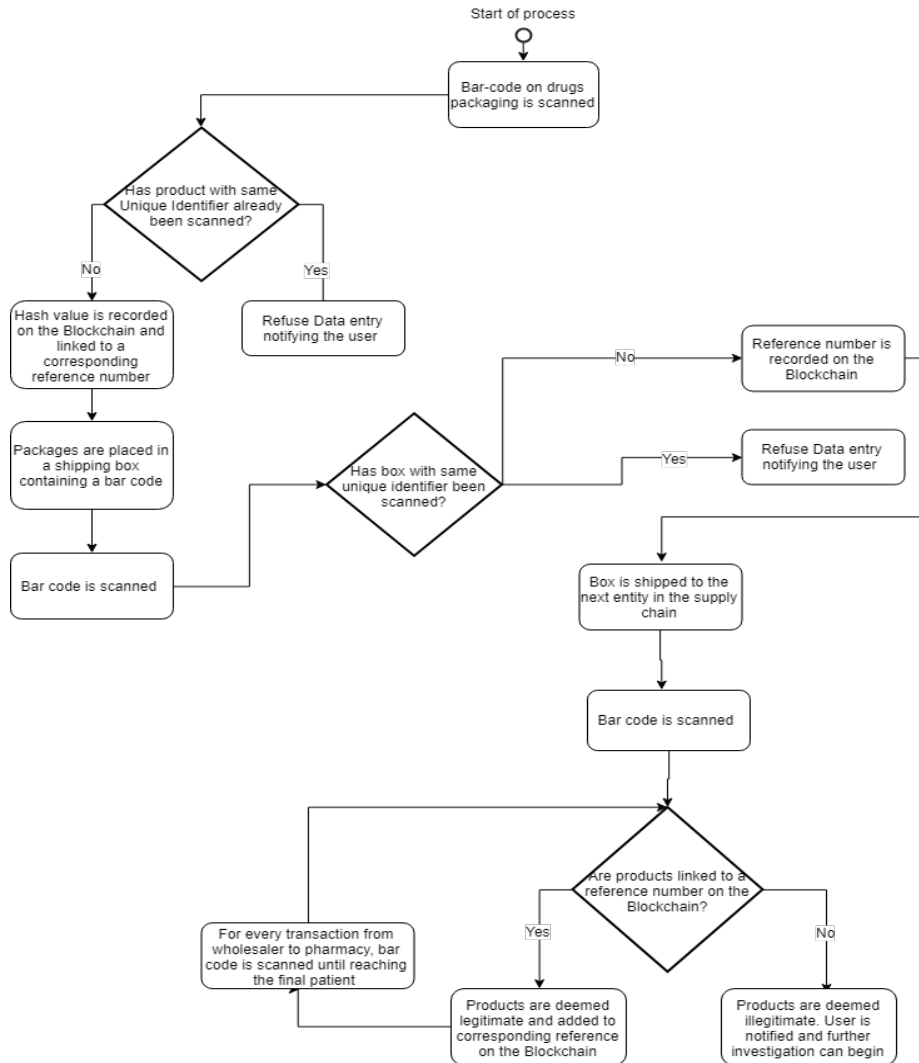 Start of process
Bar-code on drugs
packaging is scanned
Has product with same
Unique Identifier already
been scanned?
No
Yes
Hash value is recorded
on the Blockchain and
linked to a
corresponding
reference number
Refuse Data entry
notifying the user
No
Reference number is
recorded on the
Blockchain
Packages are placed in
a shipping box
containing a bar code
Has box with same
unique identifier been
scanned?
Yes
Refuse Data entry
notifying the user
Bar code is scanned
Box is shipped to the
next entity in the supply
chain
Bar code is scanned
Are products linked to a
reference number on the
Blockchain?
Yes
No
For every transaction from
wholesaler to pharmacy, bar
code is scanned until reaching
the final patient
Products are deemed
legitimate and added to
corresponding reference
on the Blockchain
Products are deemed
illegitimate. User is
notified and further
investigation can begin